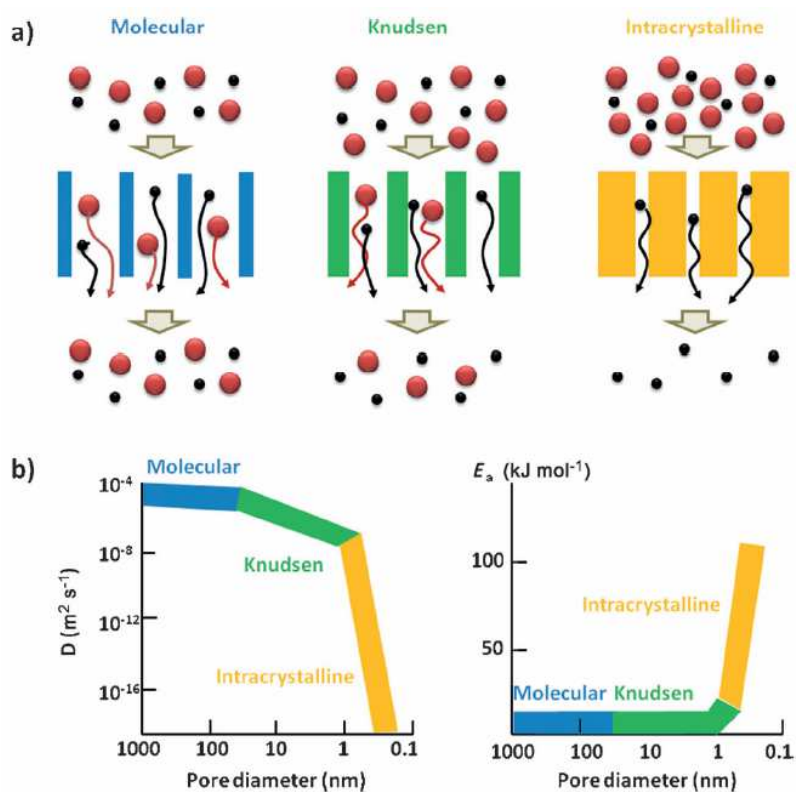 a)
Molecular
Knudsen
Intracrystalline
b)
Molecular
Knudsen
Intracrystalline
10⁻⁴
10⁻⁸
10⁻¹²
10⁻¹⁶
D (m² s⁻¹)
1000 100 10 1 0.1
Pore diameter (nm)
Eₐ (kJ mol⁻¹)
100
50
Intracrystalline
Molecular Knudsen
1000 100 10 1 0.1
Pore diameter (nm)